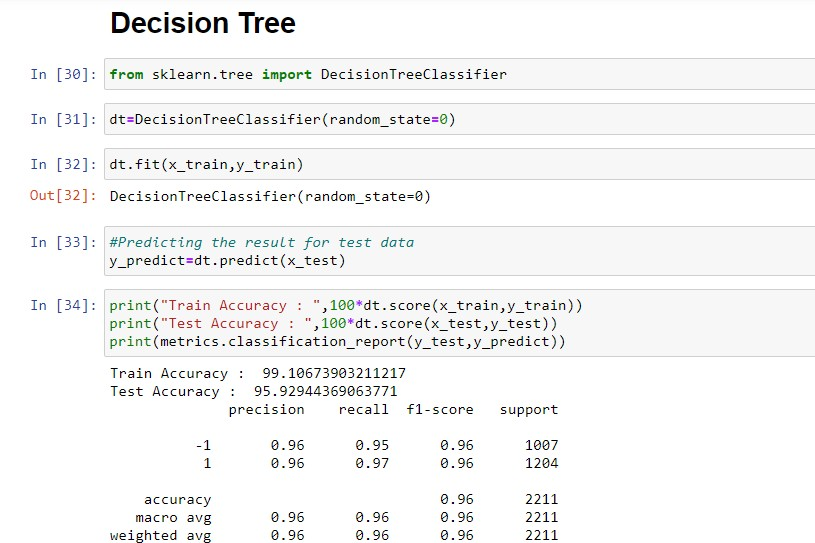 Decision Tree
In [30]: from sklearn.tree import DecisionTreeClassifier
In [31]: dt=DecisionTreeClassifier(random_state=0)
In [32]: dt.fit(x_train,y_train)
Out[32]: DecisionTreeClassifier(random_state=0)
In [33]: #Predicting the result for test data
y_predict=dt.predict(x_test)
In [34]: print("Train Accuracy : ",100*dt.score(x_train,y_train))
print("Test Accuracy : ",100*dt.score(x_test,y_test))
print(metrics.classification_report(y_test,y_predict))
Train Accuracy :  99.10673903211217
Test Accuracy :  95.92944369063771
precision    recall  f1-score   support
-1       0.96      0.95      0.96      1007
1       0.96      0.97      0.96      1204
accuracy                           0.96      2211
macro avg       0.96      0.96      0.96      2211
weighted avg       0.96      0.96      0.96      2211